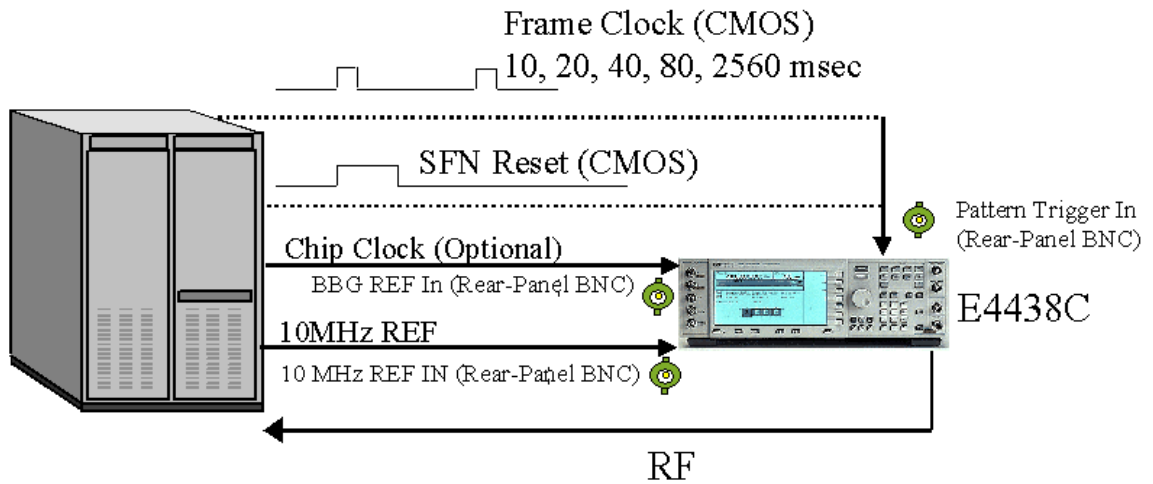 Frame Clock (CMOS)
10, 20, 40, 80, 2560 msec
SFN Reset (CMOS)
Pattern Trigger In
(Rear-Panel BNC)
Chip Clock (Optional)
BBG REF In (Rear-Panel BNC)
E4438C
10MHz REF
10 MHz REF IN (Rear-Panel BNC)
RF